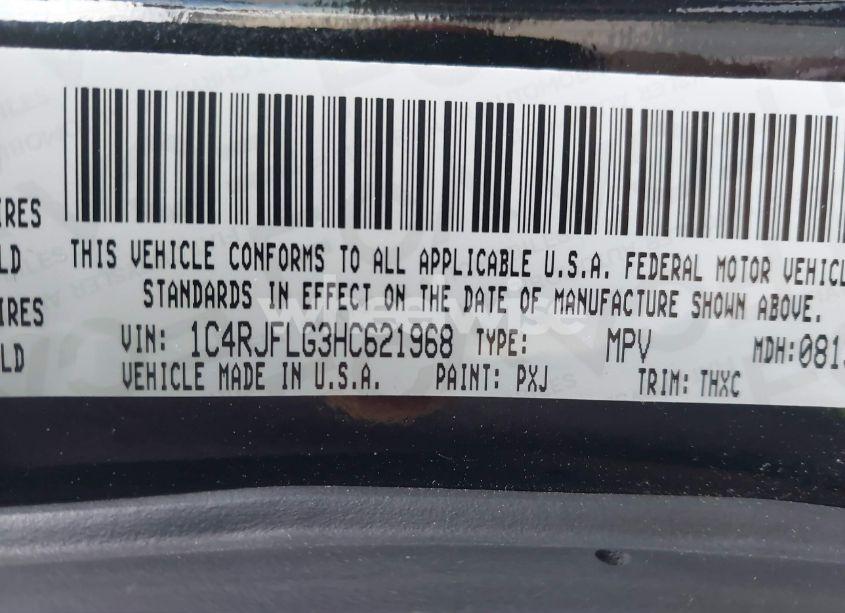 IRES
LD
THIS VEHICLE CONFORMS TO ALL APPLICABLE U.S.A. FEDERAL MOTOR VEHICL
STANDARDS IN EFFECT ON THE DATE OF MANUFACTURE SHOWN ABOVE.
IRES
VIN: 1C4RJFLG3HC621968 TYPE: MPV MDH:081
LD
VEHICLE MADE IN U.S.A. PAINT: PXJ TRIM: THXC
wheelwise